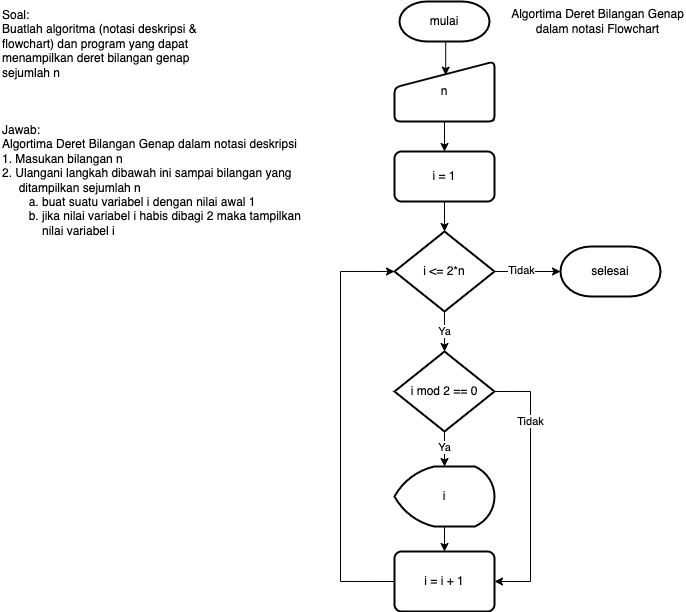 Soal:
Buatlah algoritma (notasi deskripsi &
flowchart) dan program yang dapat
menampilkan deret bilangan genap
sejumlah n
Jawab:
Algortima Deret Bilangan Genap dalam notasi deskripsi
1. Masukan bilangan n
2. Ulangani langkah dibawah ini sampai bilangan yang
ditampilkan sejumlah n
a. buat suatu variabel i dengan nilai awal 1
b. jika nilai variabel i habis dibagi 2 maka tampilkan
nilai variabel i
Algortima Deret Bilangan Genap
dalam notasi Flowchart
mulai
n
i = 1
i <= 2*n
Tidak
selesai
Ya
i mod 2 == 0
Tidak
Ya
i
i = i + 1